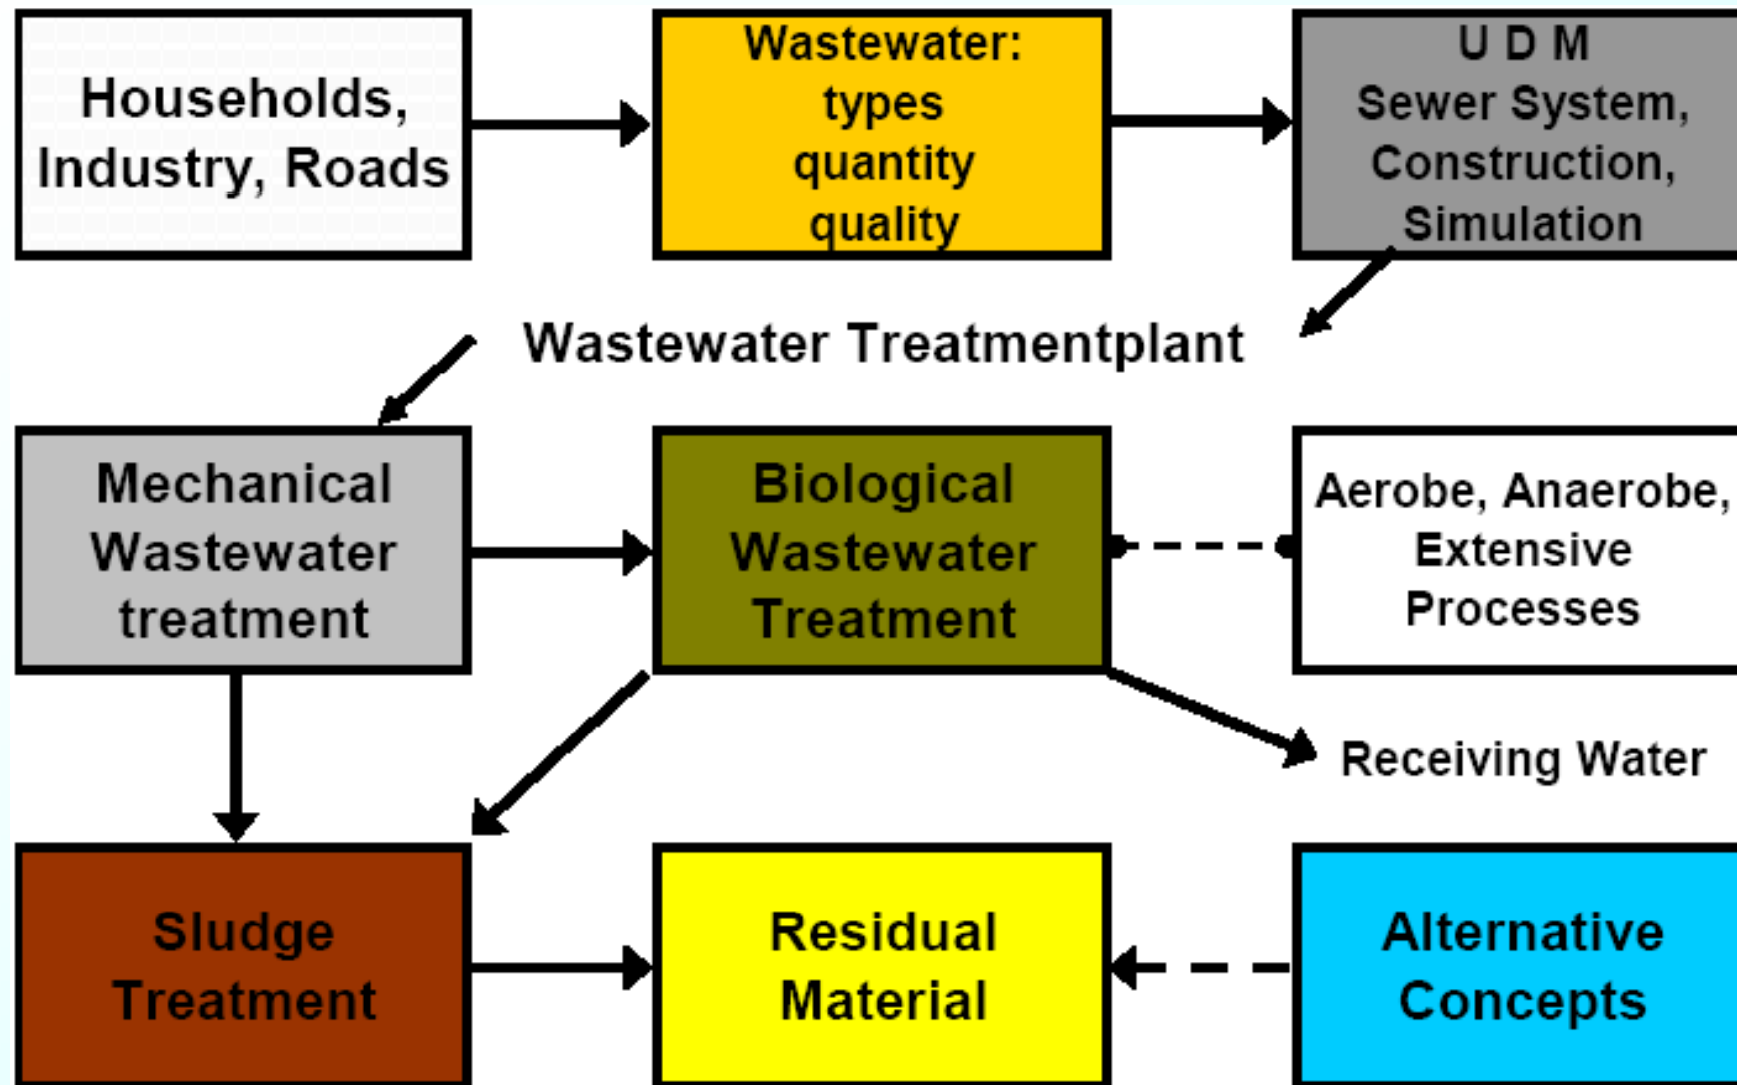 Households,
Industry, Roads
Wastewater:
types
quantity
quality
U D M
Sewer System,
Construction,
Simulation
Wastewater Treatmentplant
Mechanical
Wastewater
treatment
Biological
Wastewater
Treatment
Aerobe, Anaerobe,
Extensive
Processes
Receiving Water
Sludge
Treatment
Residual
Material
Alternative
Concepts